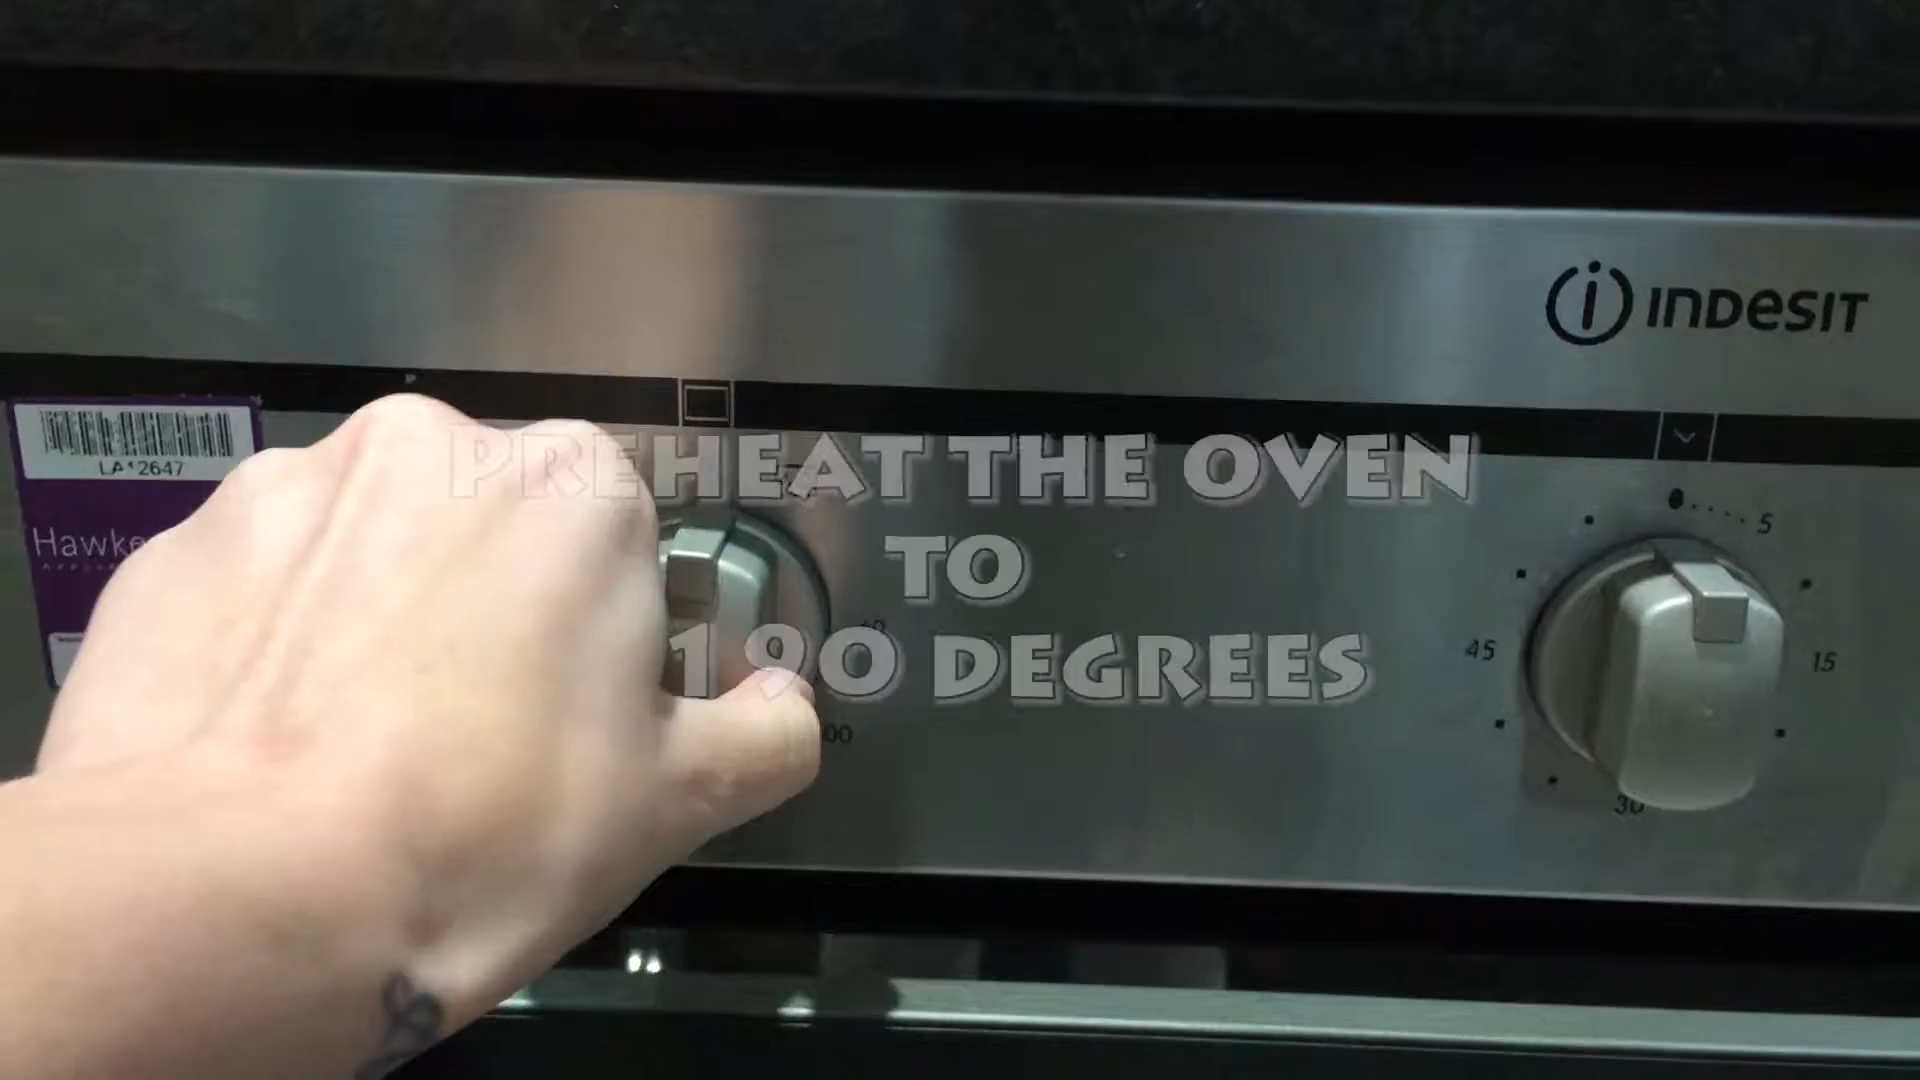 INDESIT
LA12647
PREHEAT THE OVEN
TO
190 DEGREES
5
45
15
30